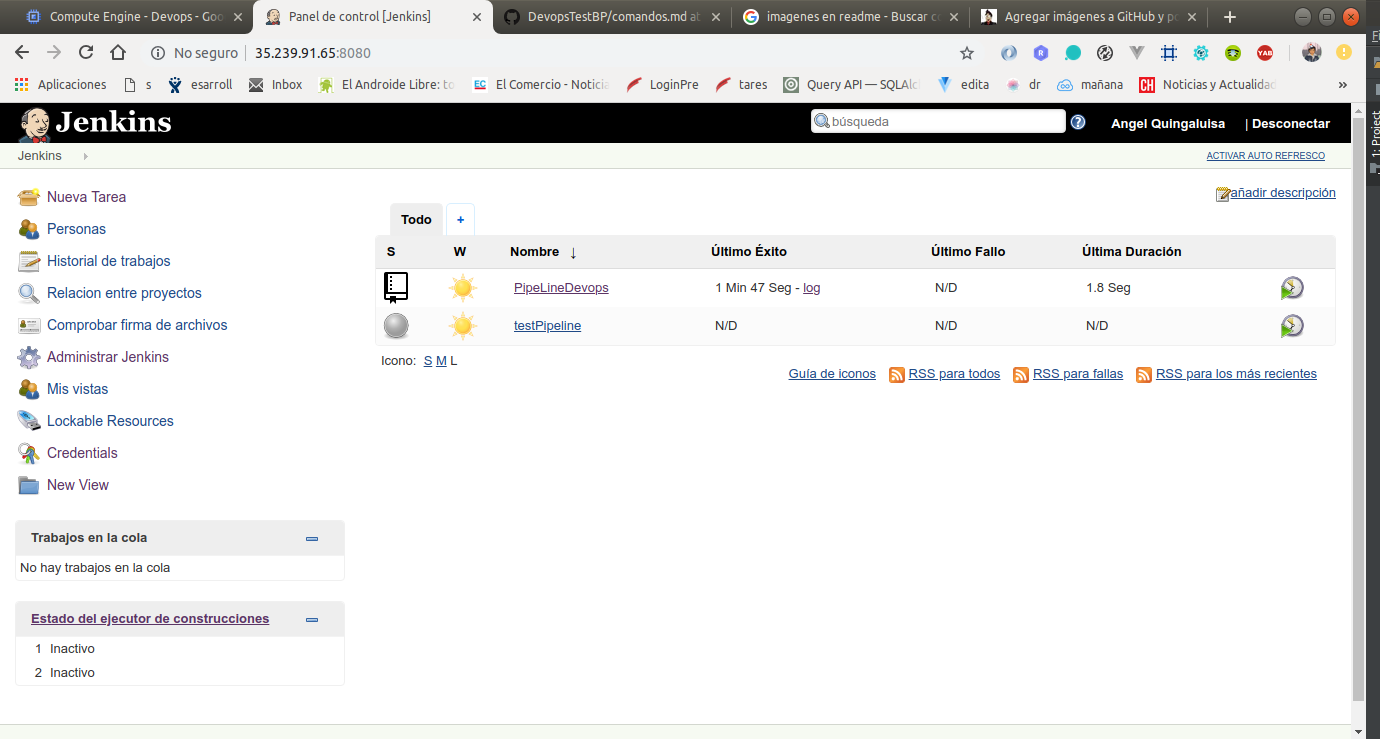 Compute Engine - Devops - Goo
Panel de control [Jenkins]
DevopsTestBP/comandos.md at
imagenes en readme - Buscar co
Agregar imágenes a GitHub y po
No seguro
35.239.91.65:8080
Aplicaciones
s
esarroll
Inbox
El Androide Libre: to
EC
El Comercio - Noticia
LoginPre
tares
Query API — SQLAlc
edita
dr
mañana
CH
Noticias y Actualidad
»
R
YAB
1: Project
Jenkins
búsqueda
Angel Quingaluisa
| Desconectar
Jenkins
ACTIVAR AUTO REFRESCO
Nueva Tarea
Personas
Historial de trabajos
Relacion entre proyectos
Comprobar firma de archivos
Administrar Jenkins
Mis vistas
Lockable Resources
Credentials
New View
Trabajos en la cola
No hay trabajos en la cola
Estado del ejecutor de construcciones
1 Inactivo
2 Inactivo
añadir descripción
Todo
+
S W Nombre ↓ Último Éxito Último Fallo Última Duración
PipeLineDevops 1 Min 47 Seg - log N/D 1.8 Seg
testPipeline N/D N/D N/D
Icono: S M L
Guía de iconos RSS para todos RSS para fallas RSS para los más recientes